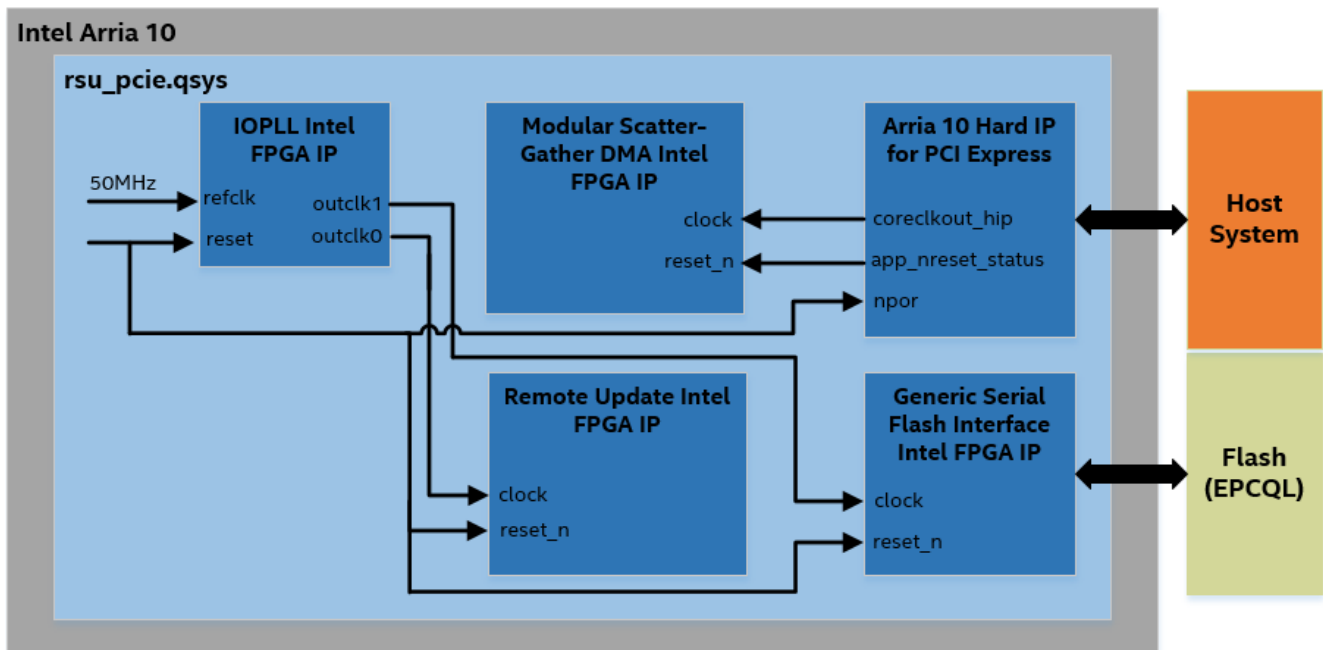 Intel Arria 10
rsu_pcie.qsys
IOPLL Intel
FPGA IP
50MHz
refclk
reset
outclk1
outclk0
Modular Scatter-
Gather DMA Intel
FPGA IP
clock
reset_n
Arria 10 Hard IP
for PCI Express
coreclkout_hip
app_nreset_status
npor
Host
System
Remote Update Intel
FPGA IP
clock
reset_n
Generic Serial
Flash Interface
Intel FPGA IP
clock
reset_n
Flash
(EPCQL)